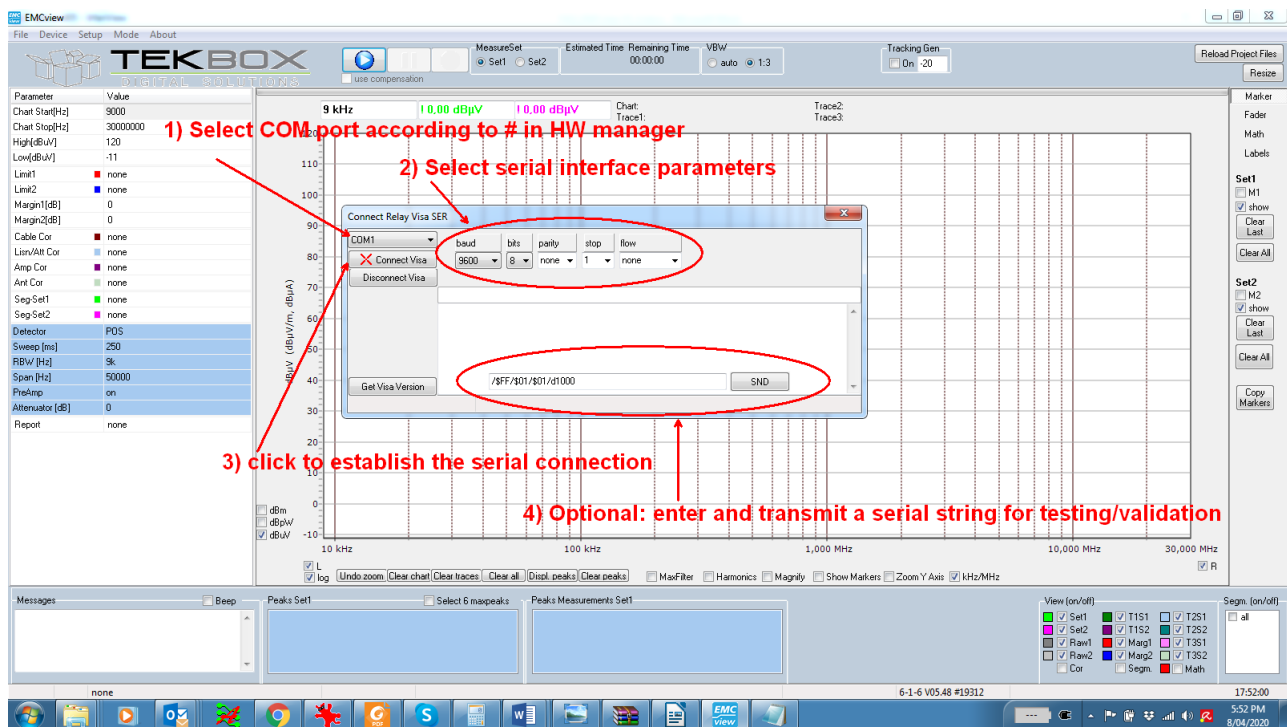 EMCview
File Device Setup Mode About
TEKBOX
DIGITAL SOLUTIONS
use compensation
MeasureSet
Set1 Set2
Estimated Time Remaining Time
00:00:00
VBW
auto 1:3
Tracking Gen
On -20
Reload Project Files
Resize
Parameter Value
Chart Start[Hz] 9000
Chart Stop[Hz] 30000000
High[dBuV] 120
Low[dBuV] -11
Limit1 none
Limit2 none
Margin1[dB] 0
Margin2[dB] 0
Cable Cor none
Lisn/Att Cor none
Amp Cor none
Ant Cor none
Seg-Set1 none
Seg-Set2 none
Detector POS
Sweep [ms] 250
RBW [Hz] 9k
Span [Hz] 50000
PreAmp on
Attenuator [dB] 0
Report none
9 kHz
0,00 dBµV
0,00 dBµV
Chart:
Trace1:
Trace2:
Trace3:
1) Select COM port according to # in HW manager
2) Select serial interface parameters
Connect Relay Visa SER
COM1
baud bits parity stop flow
9600 8 none 1 none
Connect Visa
Disconnect Visa
Get Visa Version
/$FF/$01/$01/d1000
SND
3) click to establish the serial connection
4) Optional: enter and transmit a serial string for testing/validation
dBµV (dBµV/m, dBµA)
120
110
100
90
80
70
60
50
40
30
20
10
0
-10
dBm
dBpW
dBuV
10 kHz 100 kHz 1,000 MHz 10,000 MHz 30,000 MHz
L
log
Undo zoom Clear chart Clear traces Clear all Displ. peaks Clear peaks
MaxFilter Harmonics Magnify Show Markers Zoom Y Axis kHz/MHz
R
Marker
Fader
Math
Labels
Set1
M1
show
Clear
Last
Clear All
Set2
M2
show
Clear
Last
Clear All
Copy
Markers
Messages
Beep
Peaks Set1
Select 6 maxpeaks
Peaks Measurements Set1
View (on/off)
Set1 T1S1 T2S1
Set2 T1S2 T2S2
Raw1 Marg1 T3S1
Raw2 Marg2 T3S2
Cor Segm. Math
Segm. (on/off)
all
none
6-1-6 V05.48 #19312
17:52:00
EMC
view
5:52 PM
8/04/2020